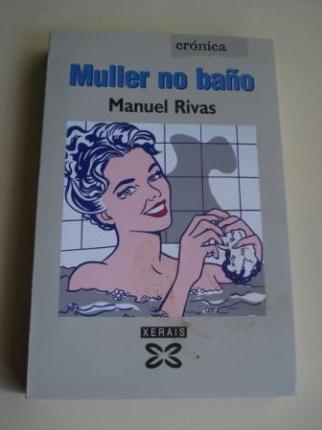 crónica
Muller no baño
Manuel Rivas
XERAIS